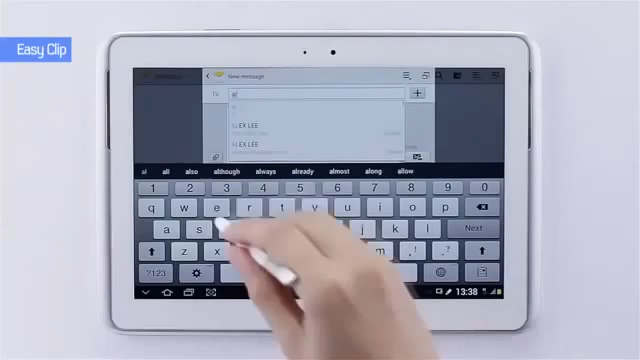 Easy Clip
New message
To al
ALEX LEE
ALEX LEE
al all also although always already almost along allow
1 2 3 4 5 6 7 8 9 0
q w e r t y u i o p
a s j k l Next
z x m ,! .?
?123
13:38